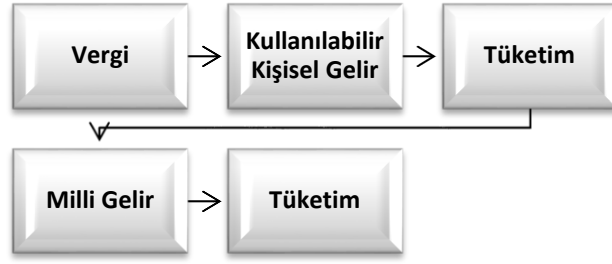 Vergi
Kullanılabilir
Kişisel Gelir
Tüketim
Milli Gelir
Tüketim